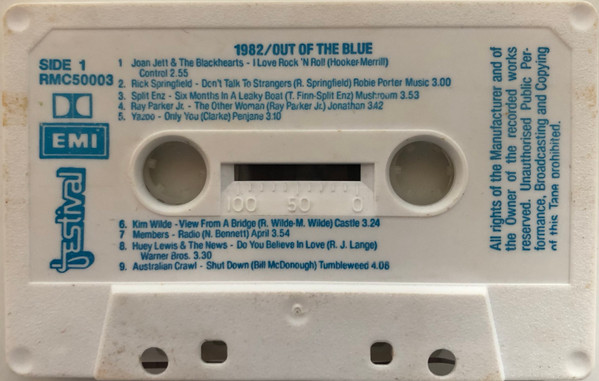 1982/OUT OF THE BLUE
SIDE 1
RMC50003
1 Joan Jett & The Blackhearts - I Love Rock 'N Roll (Hooker-Merrill)
Control 2.55
2. Rick Springfield - Don't Talk To Strangers (R. Springfield) Robie Porter Music 3.00
3. Split Enz - Six Months In A Leaky Boat (T. Finn-Split Enz) Mushroom 3.53
4. Ray Parker Jr. - The Other Woman (Ray Parker Jr.) Jonathan 3.42
5. Yazoo - Only You (Clarke) Penjane 3.10
EMI
Festival
100 50 0
6. Kim Wilde - View From A Bridge (R. Wilde-M. Wilde) Castle 3.24
7 Members - Radio (N. Bennett) April 3.54
8. Huey Lewis & The News - Do You Believe In Love (R. J. Lange)
Warner Bros. 3.30
9. Australian Crawl - Shut Down (Bill McDonough) Tumbleweed 4.08
All rights of the Manufacturer and of
the Owner of the recorded works
reserved. Unauthorised Public Per-
formance, Broadcasting and Copying
of this Tape prohibited.